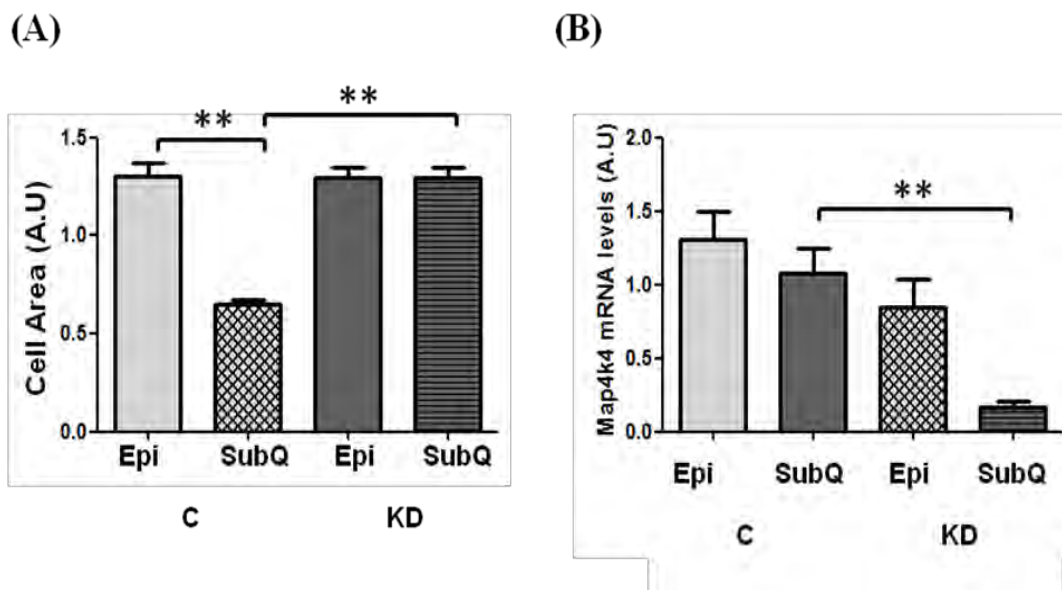 (A)
**
**
Cell Area (A.U)
1.5
1.0
0.5
0.0
Epi SubQ Epi SubQ
C KD
(B)
**
Map4k4 mRNA levels (A.U)
2.0
1.5
1.0
0.5
0.0
Epi SubQ Epi SubQ
C KD